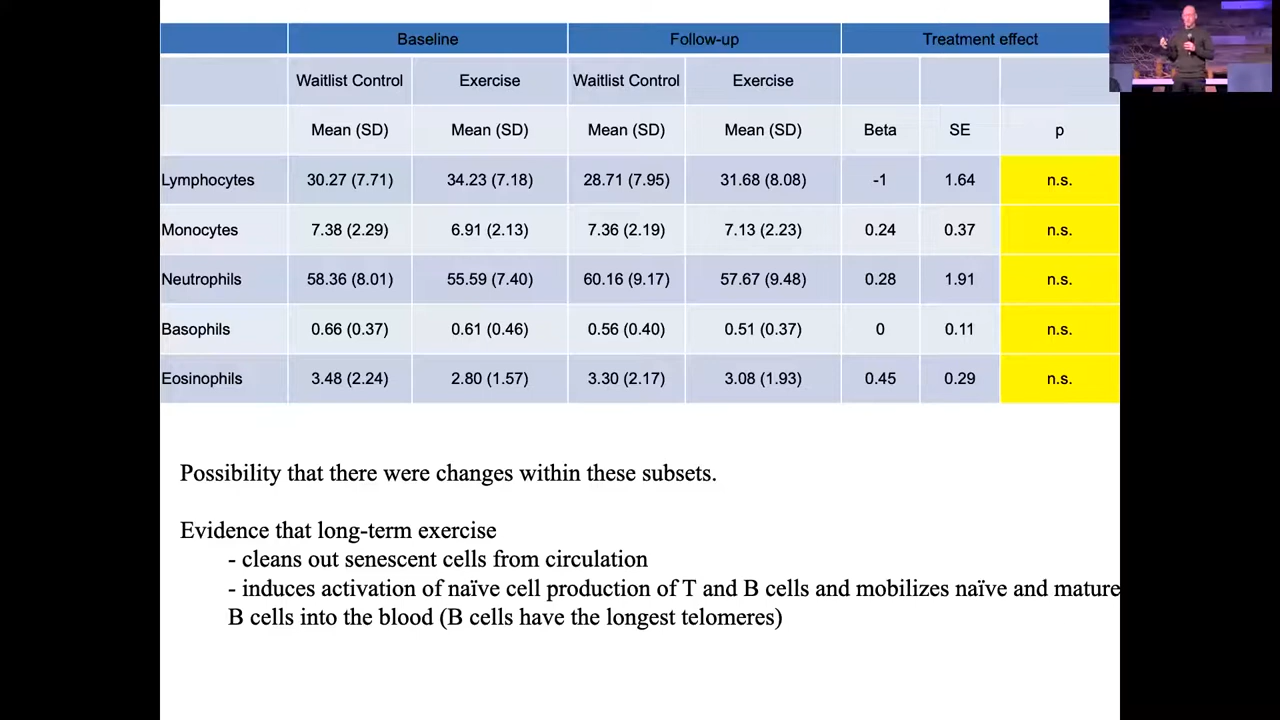 Baseline Follow-up Treatment effect
Waitlist Control Exercise Waitlist Control Exercise
Mean (SD) Mean (SD) Mean (SD) Mean (SD) Beta SE p
Lymphocytes 30.27 (7.71) 34.23 (7.18) 28.71 (7.95) 31.68 (8.08) -1 1.64 n.s.
Monocytes 7.38 (2.29) 6.91 (2.13) 7.36 (2.19) 7.13 (2.23) 0.24 0.37 n.s.
Neutrophils 58.36 (8.01) 55.59 (7.40) 60.16 (9.17) 57.67 (9.48) 0.28 1.91 n.s.
Basophils 0.66 (0.37) 0.61 (0.46) 0.56 (0.40) 0.51 (0.37) 0 0.11 n.s.
Eosinophils 3.48 (2.24) 2.80 (1.57) 3.30 (2.17) 3.08 (1.93) 0.45 0.29 n.s.
Possibility that there were changes within these subsets.
Evidence that long-term exercise
- cleans out senescent cells from circulation
- induces activation of naïve cell production of T and B cells and mobilizes naïve and mature
B cells into the blood (B cells have the longest telomeres)